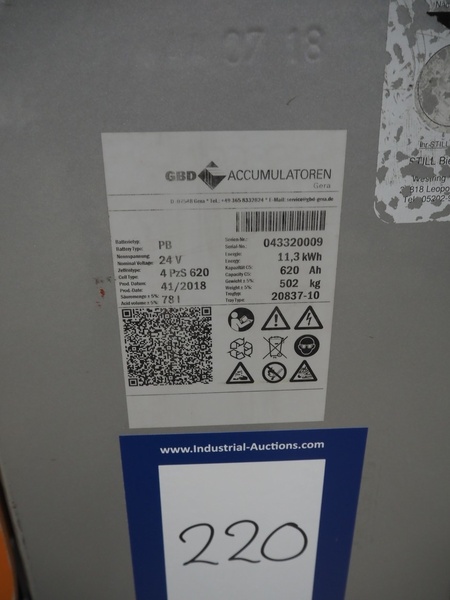 07 18
GBD ACCUMULATOREN
Gera
Batterietyp: Battery Type: PB
Nennspannung: Nominal Voltage: 24 V
Zellentype: Cell Type: 4 PzS 620
Prod. Datum: Prod. Date: 41/2018
Säuremenge ± 5%: Acid volume ± 5%: 78 l
Serien-Nr.: Serial-No.: 043320009
Energie: Energy: 11,3 kWh
Kapazität C5: Capacity C5: 620 Ah
Gewicht ± 5%: Weight ± 5%: 502 kg
Trogtyp: Tray Type 20837-10
STILL
www.Industrial-Auctions.com
220